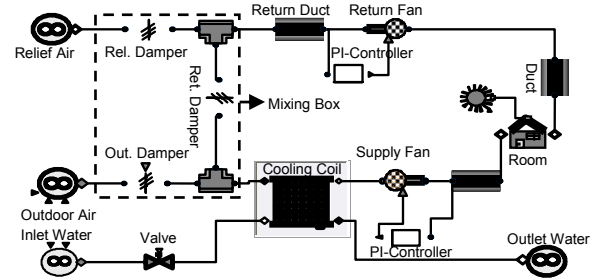 Return Duct
Return Fan
Relief Air
Rel. Damper
PI-Controller
Ret. Damper
Duct
Mixing Box
Out. Damper
Cooling Coil
Supply Fan
Room
Outdoor Air
Inlet Water
Valve
PI-Controller
Outlet Water